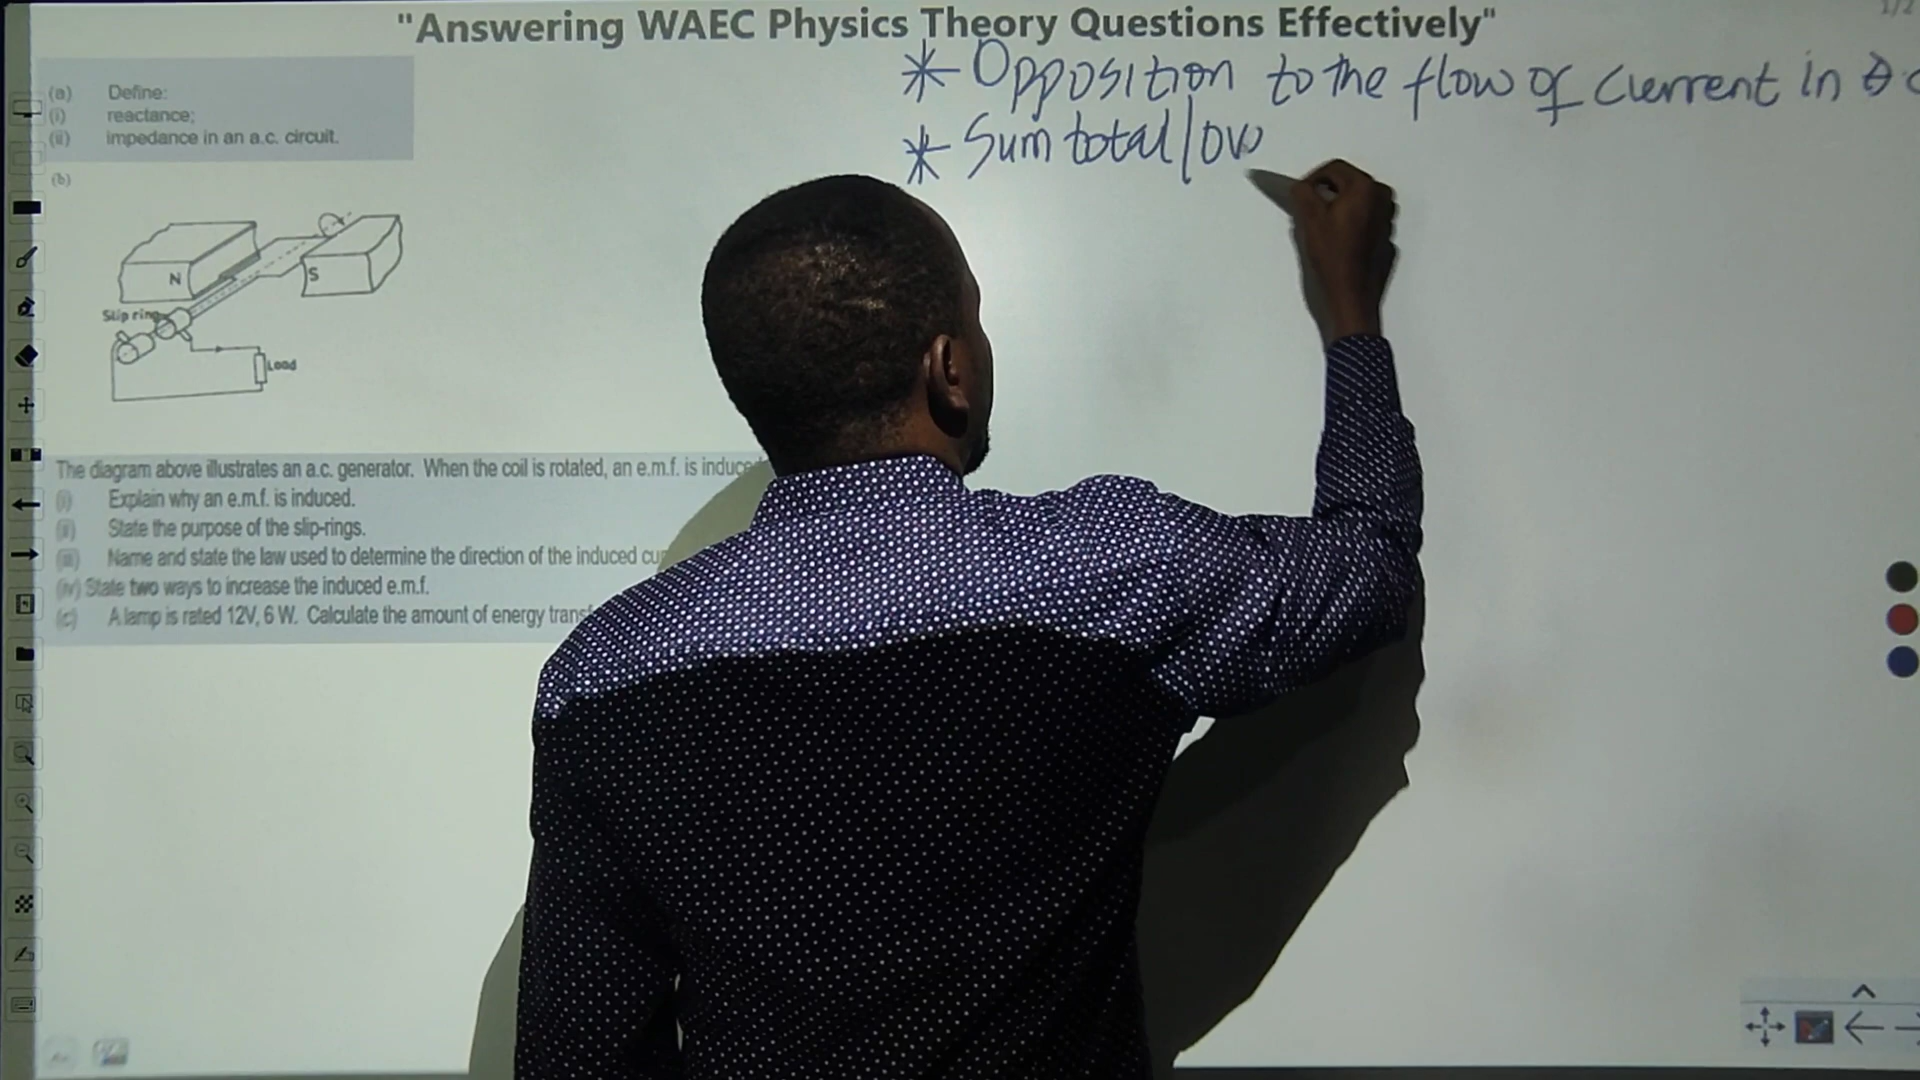 "Answering WAEC Physics Theory Questions Effectively"
1/2
* Opposition to the flow of current in
* Sum total/ov
(a) Define:
(i) reactance;
(ii) impedance in an a.c. circuit.
(b)
N
S
Slip ring
Load
The diagram above illustrates an a.c. generator. When the coil is rotated, an e.m.f. is
(i) Explain why an e.m.f. is induced.
(ii) State the purpose of the slip-rings.
(iii) Name and state the law used to determine the direction of the induced
(iv) State two ways to increase the induced e.m.f.
(c) A lamp is rated 12V, 6 W. Calculate the amount of energy